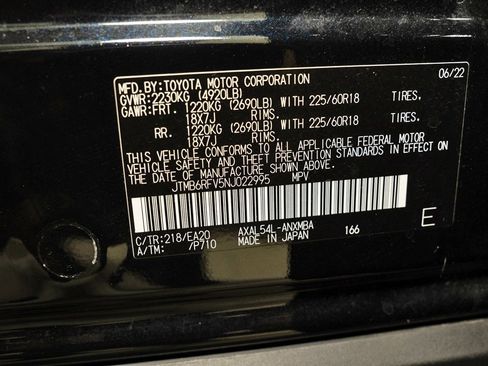 MFD.BY:TOYOTA MOTOR CORPORATION 06/22
GVWR:2230KG (4920LB)
GAWR:FRT. 1220KG (2690LB) WITH 225/60R18 TIRES.
18X7J RIMS.
RR. 1220KG (2690LB) WITH 225/60R18 TIRES.
18X7J RIMS.
THIS VEHICLE CONFORMS TO ALL APPLICABLE FEDERAL MOTOR
VEHICLE SAFETY AND THEFT PREVENTION STANDARDS IN EFFECT ON
THE DATE OF MANUFACTURE SHOWN ABOVE.
JTMB6RFV5NJ022995 MPV
E
C/TR:218/EA20 AXAL54L-ANXMBA 166
A/TM: /P710 MADE IN JAPAN